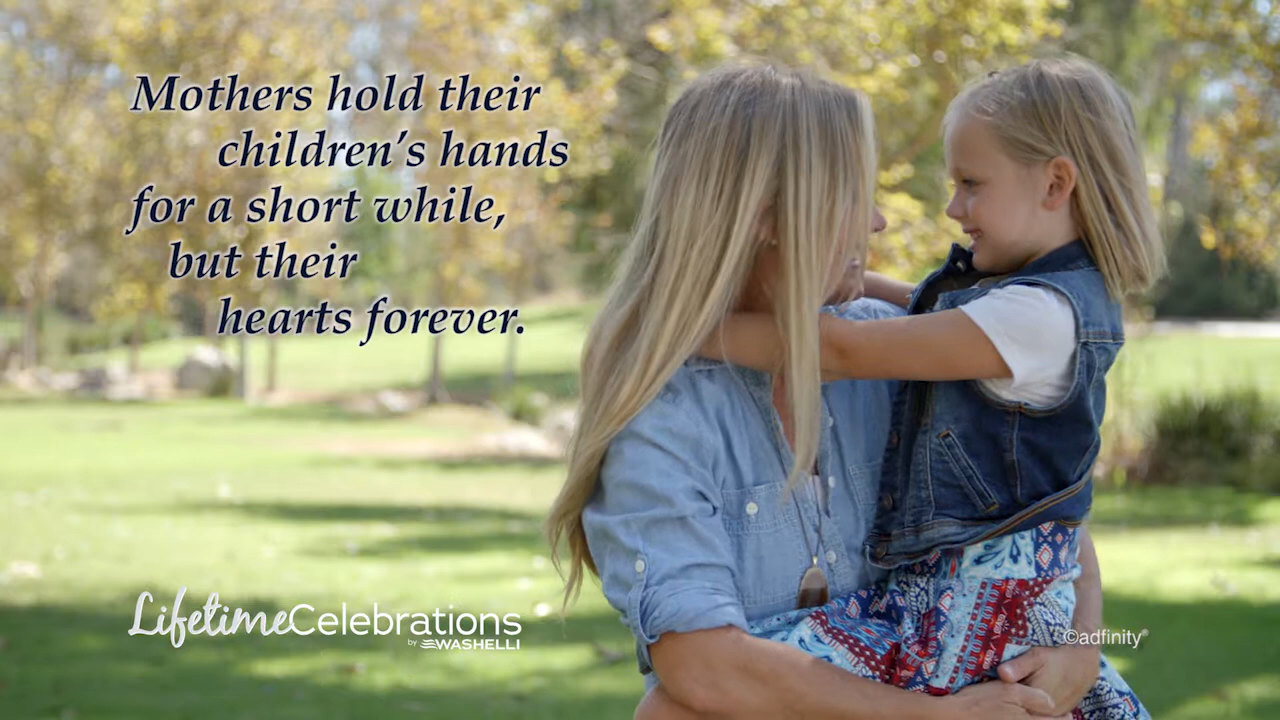 Mothers hold their
children’s hands
for a short while,
but their
hearts forever.
LifetimeCelebrations
by WASHELLI
©adfinity®